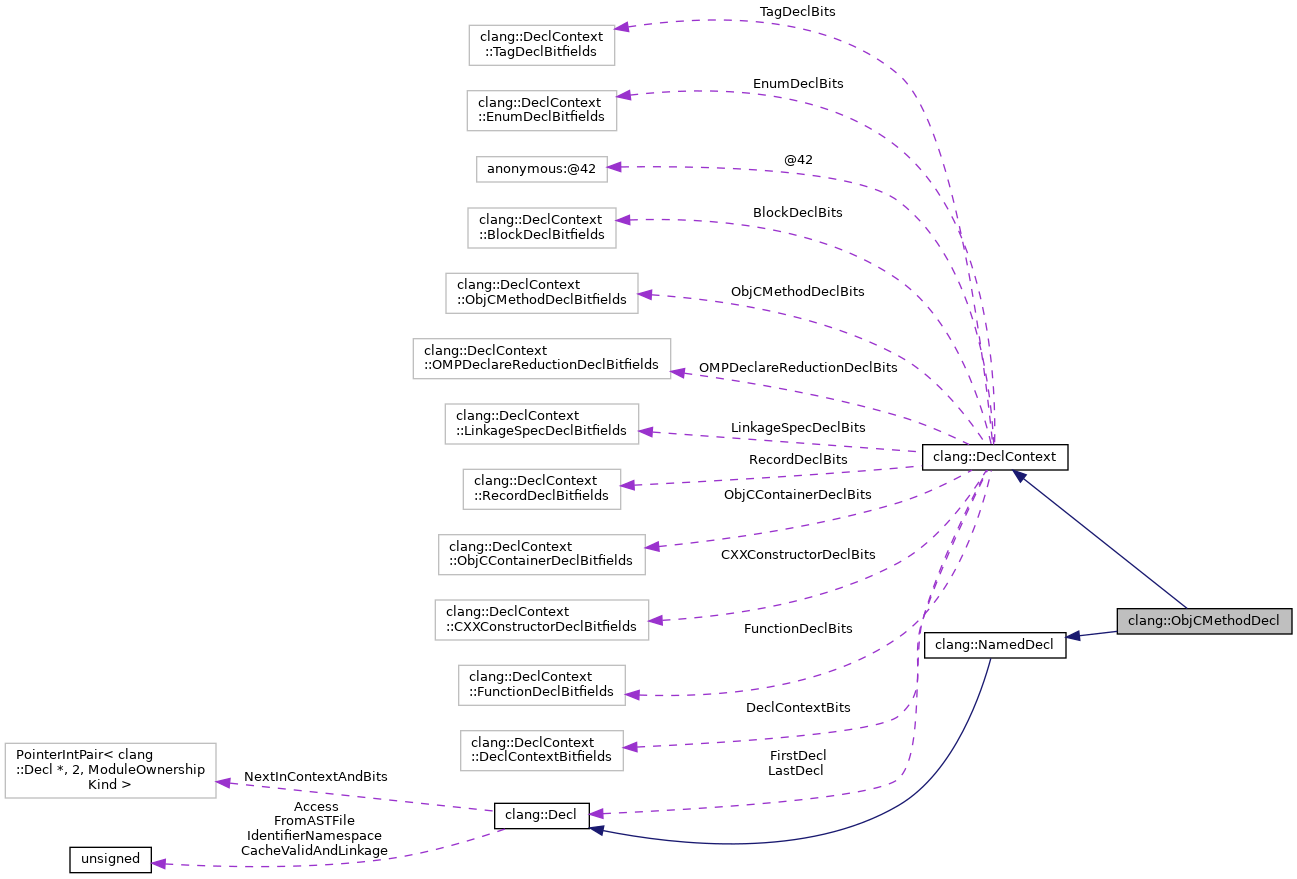 TagDeclBits
clang::DeclContext
::TagDeclBitfields
EnumDeclBits
clang::DeclContext
::EnumDeclBitfields
@42
anonymous:@42
BlockDeclBits
clang::DeclContext
::BlockDeclBitfields
ObjCMethodDeclBits
clang::DeclContext
::ObjCMethodDeclBitfields
OMPDeclareReductionDeclBits
clang::DeclContext
::OMPDeclareReductionDeclBitfields
LinkageSpecDeclBits
clang::DeclContext
::LinkageSpecDeclBitfields
clang::DeclContext
RecordDeclBits
clang::DeclContext
::RecordDeclBitfields
ObjCContainerDeclBits
clang::DeclContext
::ObjCContainerDeclBitfields
CXXConstructorDeclBits
clang::DeclContext
::CXXConstructorDeclBitfields
clang::ObjCMethodDecl
FunctionDeclBits
clang::NamedDecl
clang::DeclContext
::FunctionDeclBitfields
DeclContextBits
clang::DeclContext
::DeclContextBitfields
FirstDecl
LastDecl
PointerIntPair< clang
::Decl *, 2, ModuleOwnership
Kind >
NextInContextAndBits
clang::Decl
Access
FromASTFile
IdentifierNamespace
CacheValidAndLinkage
unsigned